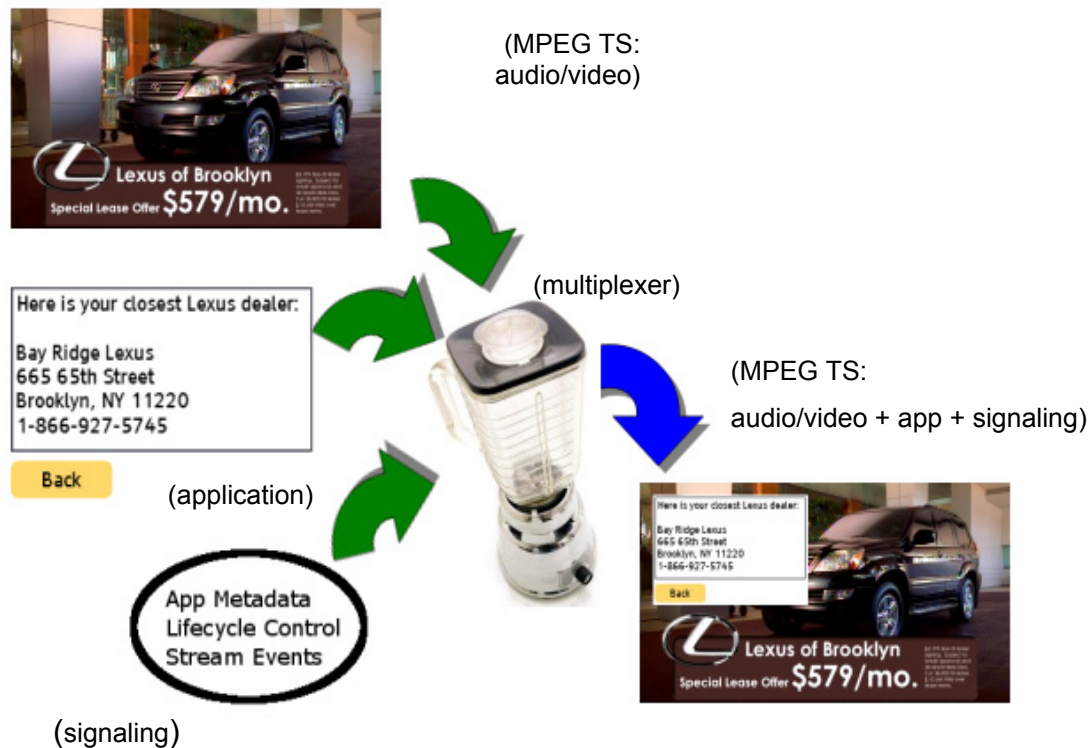 (MPEG TS:
audio/video)
Lexus of Brooklyn
Special Lease Offer $579/mo.
(multiplexer)
Here is your closest Lexus dealer:
Bay Ridge Lexus
665 65th Street
Brooklyn, NY 11220
1-866-927-5745
Back
(application)
(MPEG TS:
audio/video + app + signaling)
App Metadata
Lifecycle Control
Stream Events
(signaling)
Here is your closest Lexus dealer:
Bay Ridge Lexus
665 65th Street
Brooklyn, NY 11220
1-866-927-5745
Back
Lexus of Brooklyn
Special Lease Offer $579/mo.